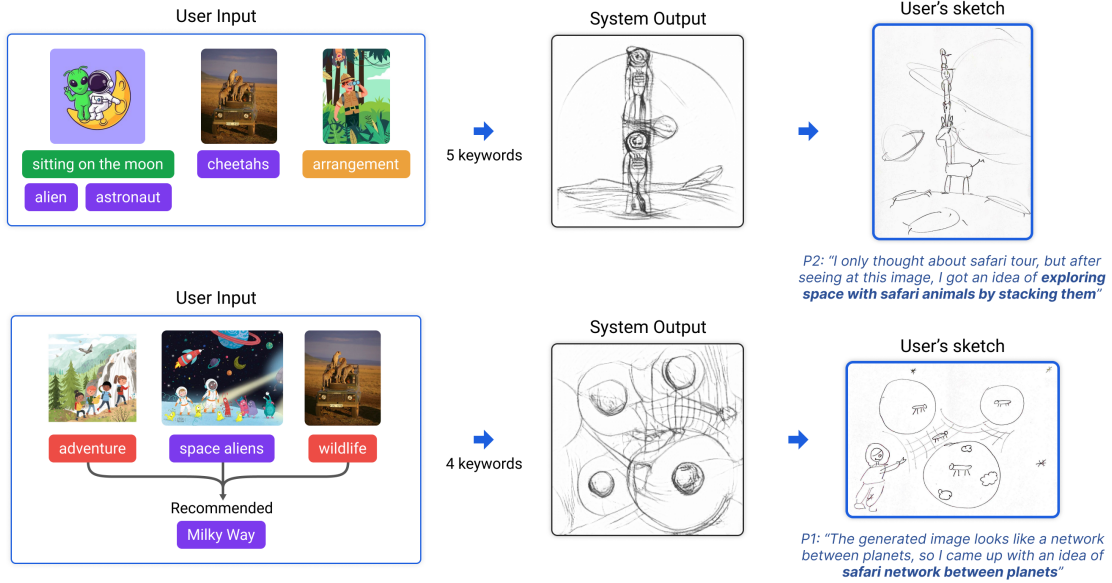 User Input
System Output
User's sketch
sitting on the moon
cheetahs
arrangement
alien
astronaut
5 keywords
P2: “I only thought about safari tour, but after
seeing at this image, I got an idea of exploring
space with safari animals by stacking them”
User Input
System Output
User's sketch
adventure
space aliens
wildlife
4 keywords
Recommended
Milky Way
P1: “The generated image looks like a network
between planets, so I came up with an idea of
safari network between planets”